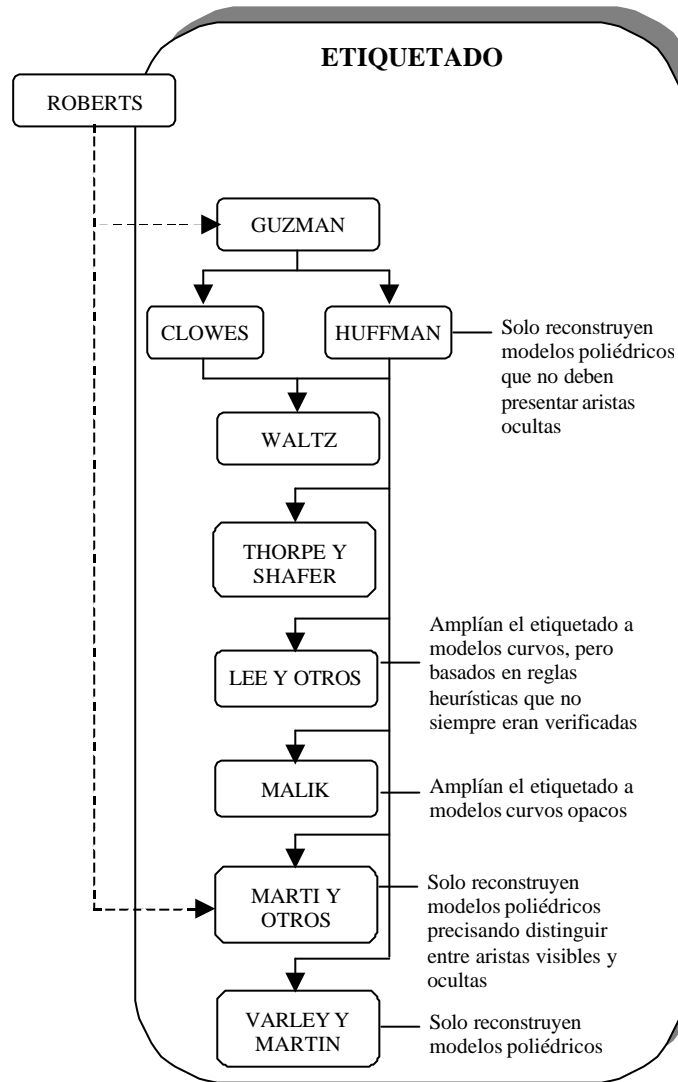 ETIQUETADO
ROBERTS
GUZMAN
CLOWES
HUFFMAN
Solo reconstruyen
modelos poliédricos
que no deben
presentar aristas
ocultas
WALTZ
THORPE Y
SHAFER
LEE Y OTROS
Amplían el etiquetado a
modelos curvos, pero
basados en reglas
heurísticas que no
siempre eran verificadas
MALIK
Amplían el etiquetado a
modelos curvos opacos
MARTI Y
OTROS
Solo reconstruyen
modelos poliédricos
precisando distinguir
entre aristas visibles y
ocultas
VARLEY Y
MARTIN
Solo reconstruyen
modelos poliédricos